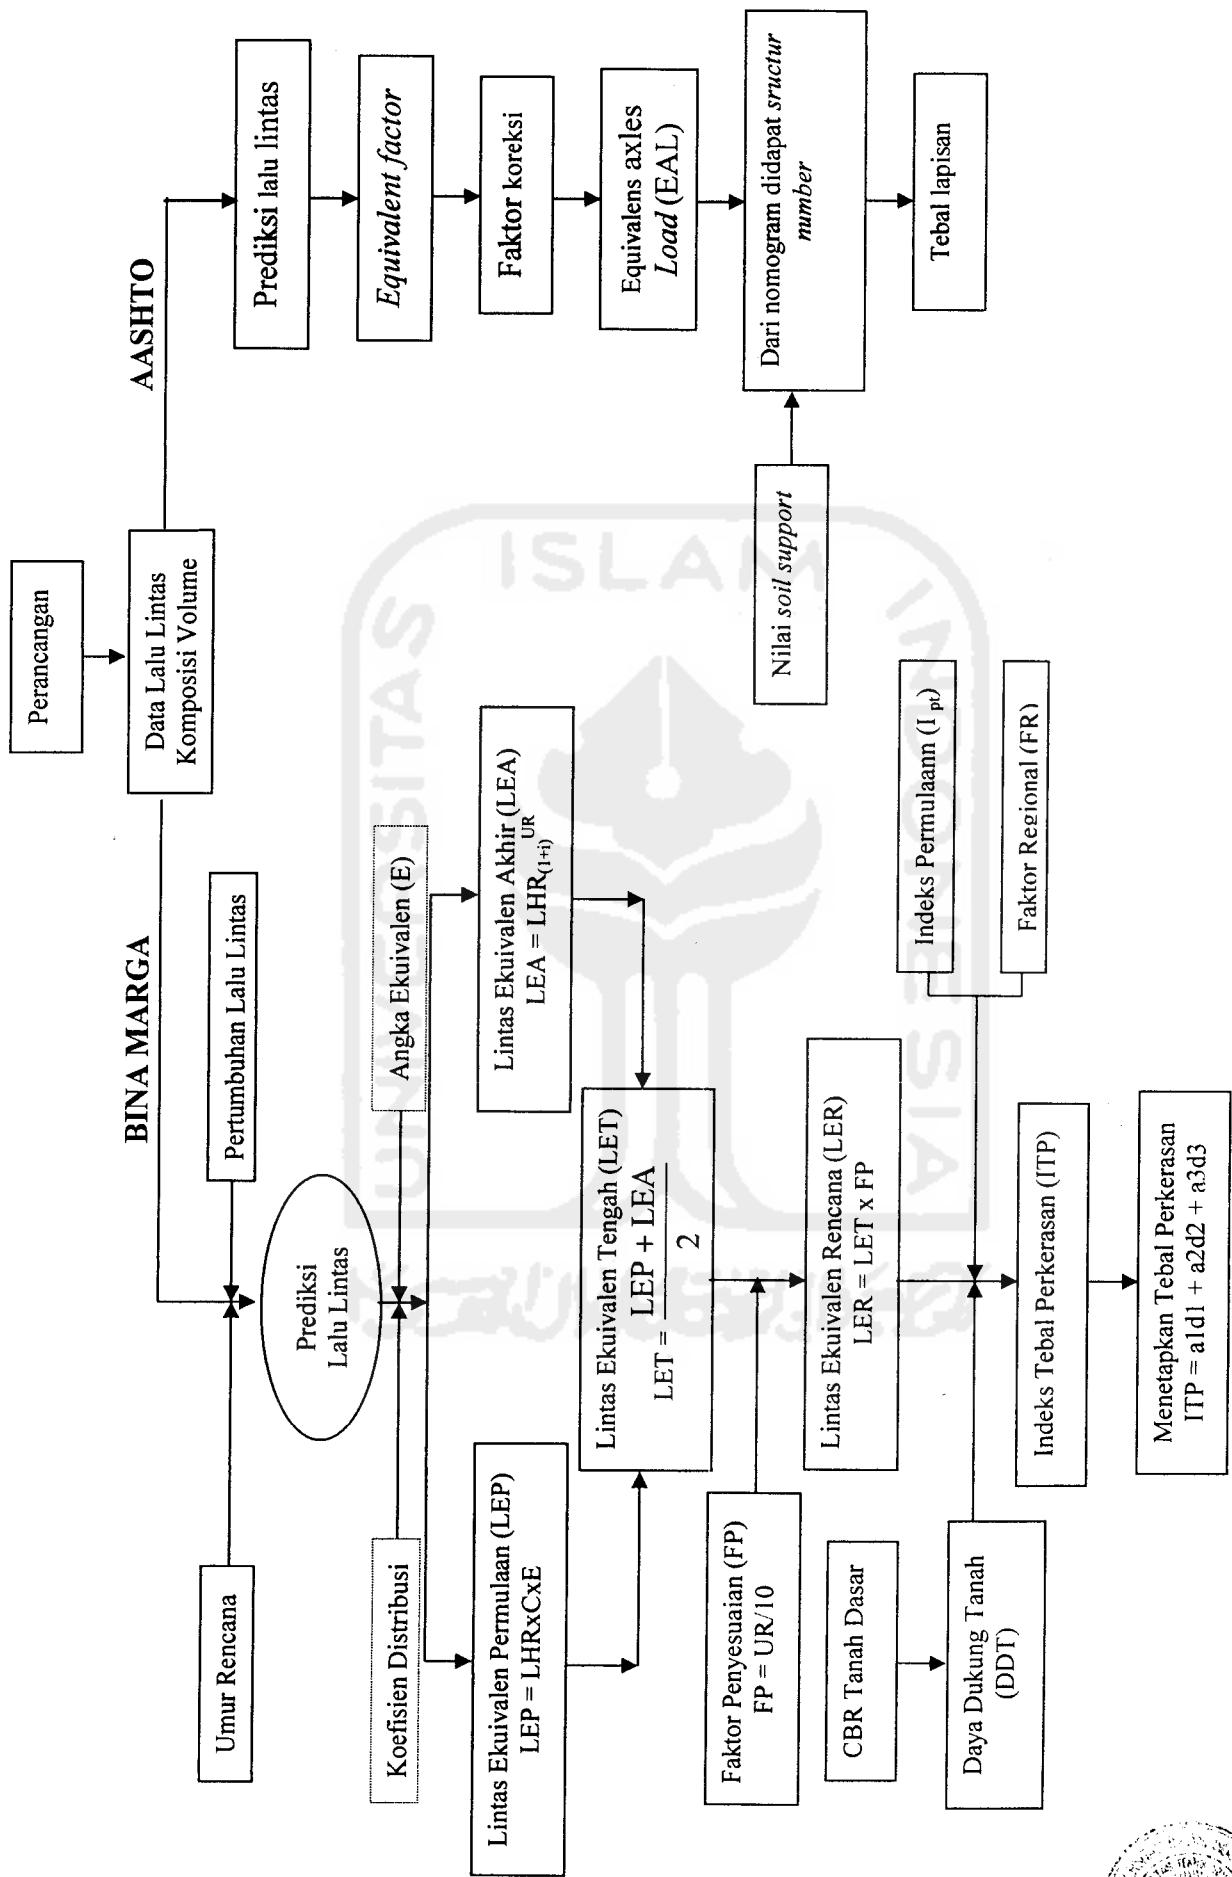 Perancangan
Data Lalu Lintas
Komposisi Volume
BINA MARGA
AASHTO
Umur Rencana
Pertumbuhan Lalu Lintas
Prediksi
Lalu Lintas
Koefisien Distribusi
Angka Ekuivalen (E)
Lintas Ekuivalen Permulaan (LEP)
LEP = LHRxCxE
Lintas Ekuivalen Akhir (LEA)
LEA = LHR(1+i)^UR
Lintas Ekuivalen Tengah (LET)
LET = (LEP + LEA) / 2
Faktor Penyesuaian (FP)
FP = UR/10
Lintas Ekuivalen Rencana (LER)
LER = LET x FP
CBR Tanah Dasar
Daya Dukung Tanah
(DDT)
Indeks Permulaann (I pt)
Faktor Regional (FR)
Indeks Tebal Perkerasan (ITP)
Menetapkan Tebal Perkerasan
ITP = a1d1 + a2d2 + a3d3
Prediksi lalu lintas
Equivalent factor
Faktor koreksi
Equivalens axles
Load (EAL)
Nilai soil support
Dari nomogram didapat sructur
number
Tebal lapisan
UNIVERSITAS ISLAM INDONESIA